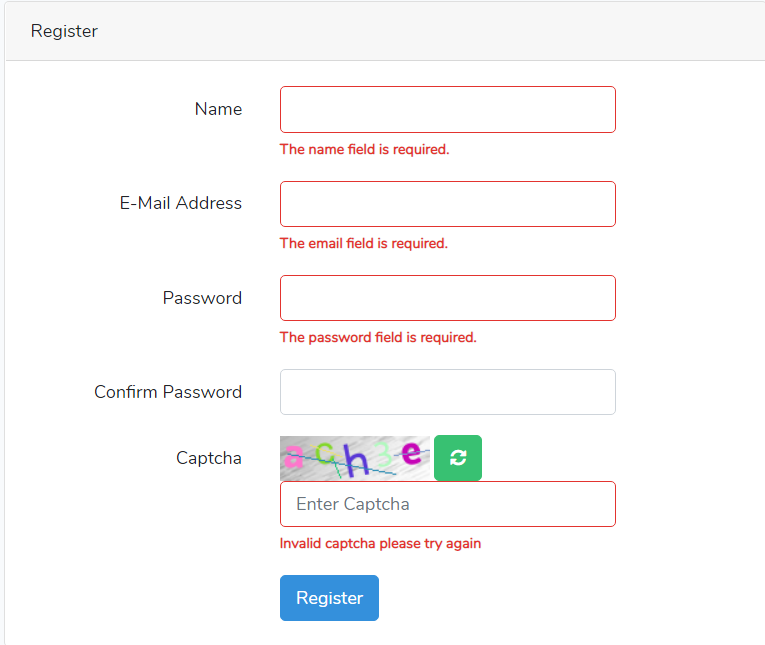 Register
Name
The name field is required.
E-Mail Address
The email field is required.
Password
The password field is required.
Confirm Password
Captcha
Enter Captcha
Invalid captcha please try again
Register